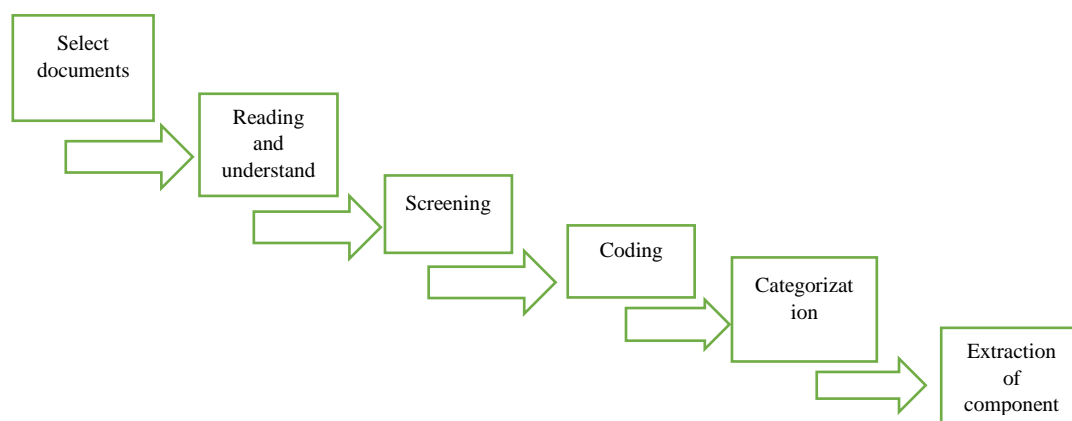 Select
documents
Reading
and
understand
Screening
Coding
Categorizat
ion
Extraction
of
component